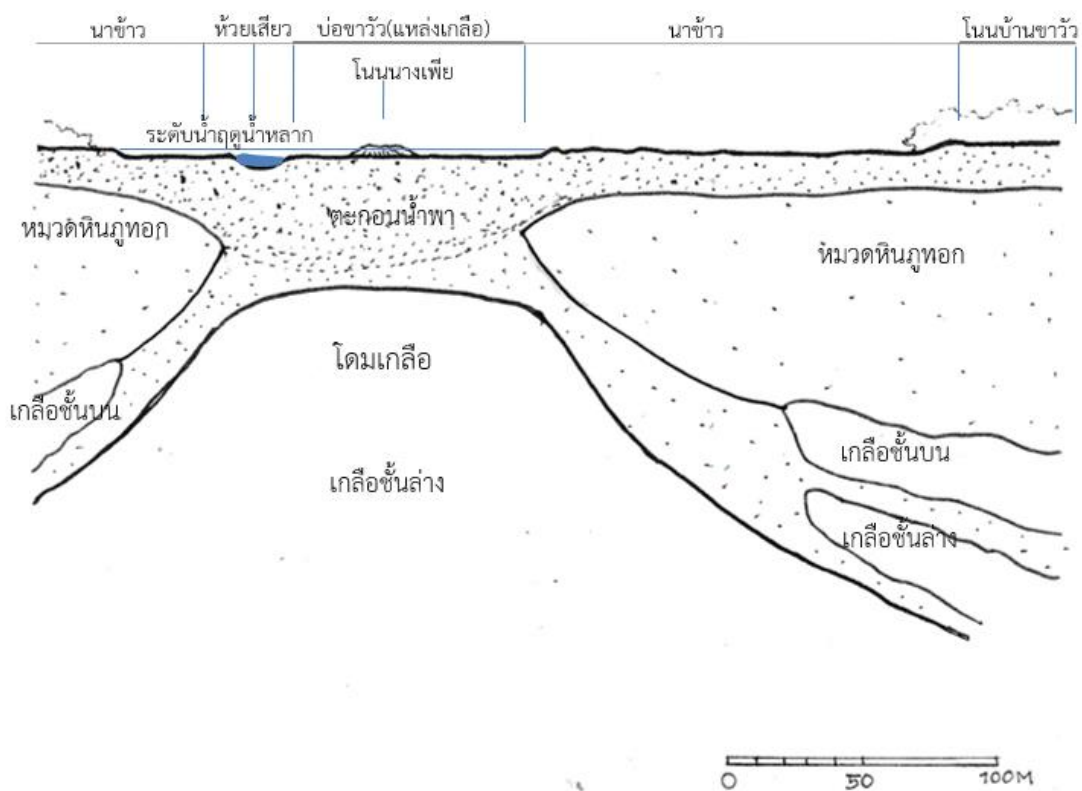 นาข้าว ห้วยเสียว บ่อขาวัว(แหล่งเกลือ) นาข้าว โนนบ้านขาวัว
โนนนางเพีย
ระดับน้ำฤดูน้ำหลาก
ตะกอนน้ำพา
หมวดหินภูทอก
หมวดหินภูทอก
โดมเกลือ
เกลือชั้นบน
เกลือชั้นบน
เกลือชั้นล่าง
เกลือชั้นล่าง
0 50 100M